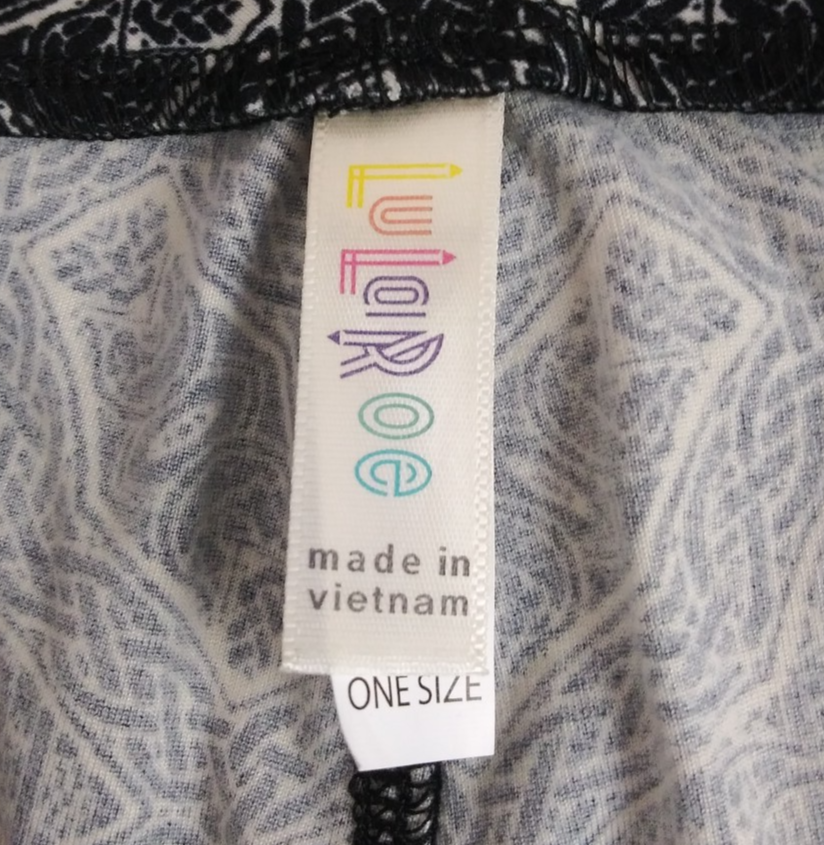 LuLaRoe
made in
vietnam
ONE SIZE